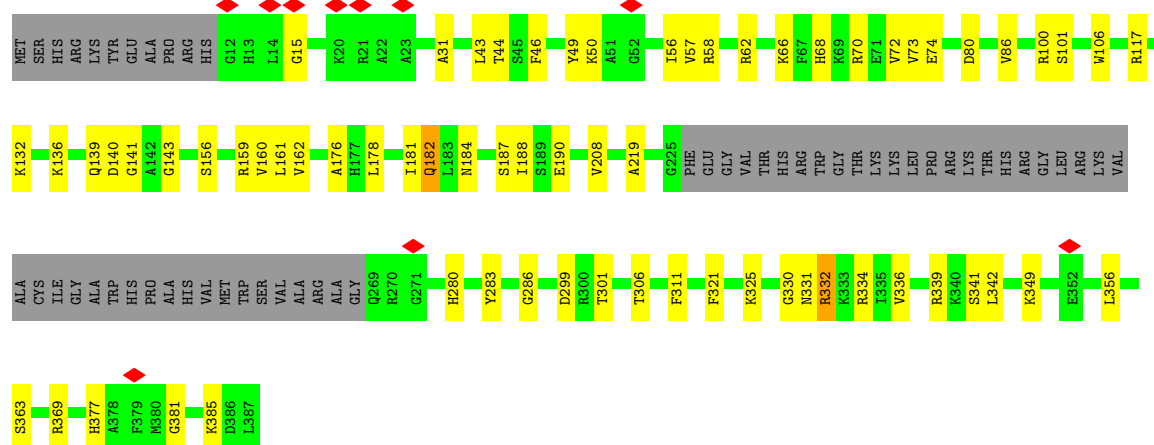 MET SER HIS ARG LYS TYR GLU ALA PRO ARG HIS G12 H13 L14 G15 K20 R21 A22 A23 A31 L43 T44 S45 F46 Y49 K50 A51 G52 I56 V57 R58 R62 K66 F67 H68 K69 R70 E71 V72 V73 E74 D80 V86 R100 S101 W106 R117
K132 K136 Q139 D140 G141 A142 G143 S156 R159 V160 L161 V162 A176 H177 L178 I181 Q182 L183 N184 S187 I188 S189 E190 V208 A219 G225 PHE GLU GLY VAL THR HIS ARG TRP GLY THR LYS LYS LEU PRO ARG LYS THR HIS ARG GLY LEU ARG LYS VAL
ALA CYS ILE GLY ALA TRP HIS PRO ALA HIS VAL MET TRP SER VAL ALA ARG ALA GLY Q269 R270 G271 H280 Y283 G286 D299 R300 T301 T306 F311 F321 K325 G330 N331 R332 K333 R334 I335 V336 R339 K340 S341 L342 K349 E352 L356
S363 R369 H377 A378 F379 M380 G381 K385 D386 L387